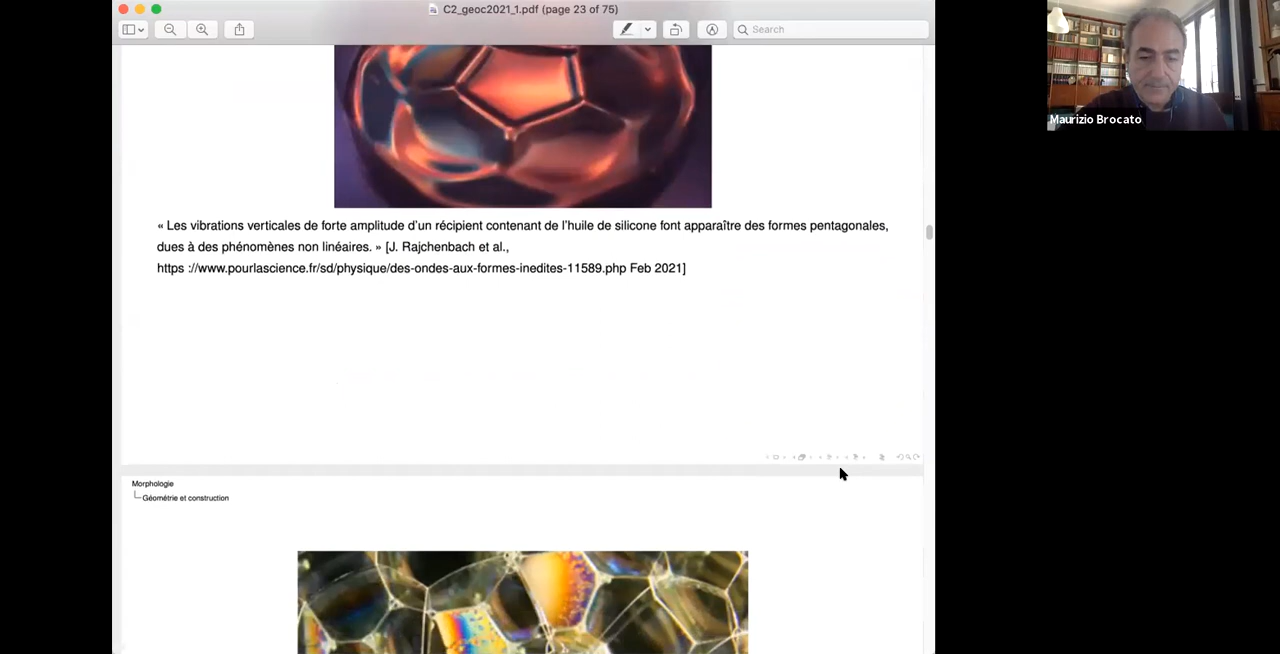 C2_geoc2021_1.pdf (page 23 of 75)
Search
Maurizio Brocato
« Les vibrations verticales de forte amplitude d'un récipient contenant de l'huile de silicone font apparaître des formes pentagonales,
dues à des phénomènes non linéaires. » [J. Rajchenbach et al.,
https ://www.pourlascience.fr/sd/physique/des-ondes-aux-formes-inedites-11589.php Feb 2021]
Morphologie
Géométrie et construction